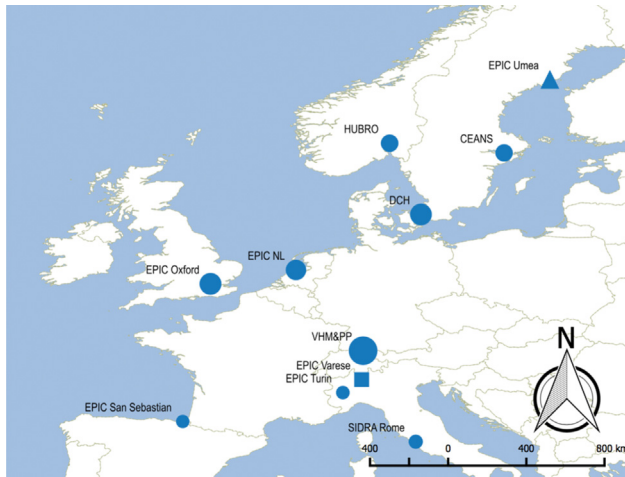 EPIC Umea
HUBRO
CEANS
DCH
EPIC NL
EPIC Oxford
VHM&PP
EPIC Varese
EPIC Turin
EPIC San Sebastian
SIDRA Rome
N
400 0 400 800 km